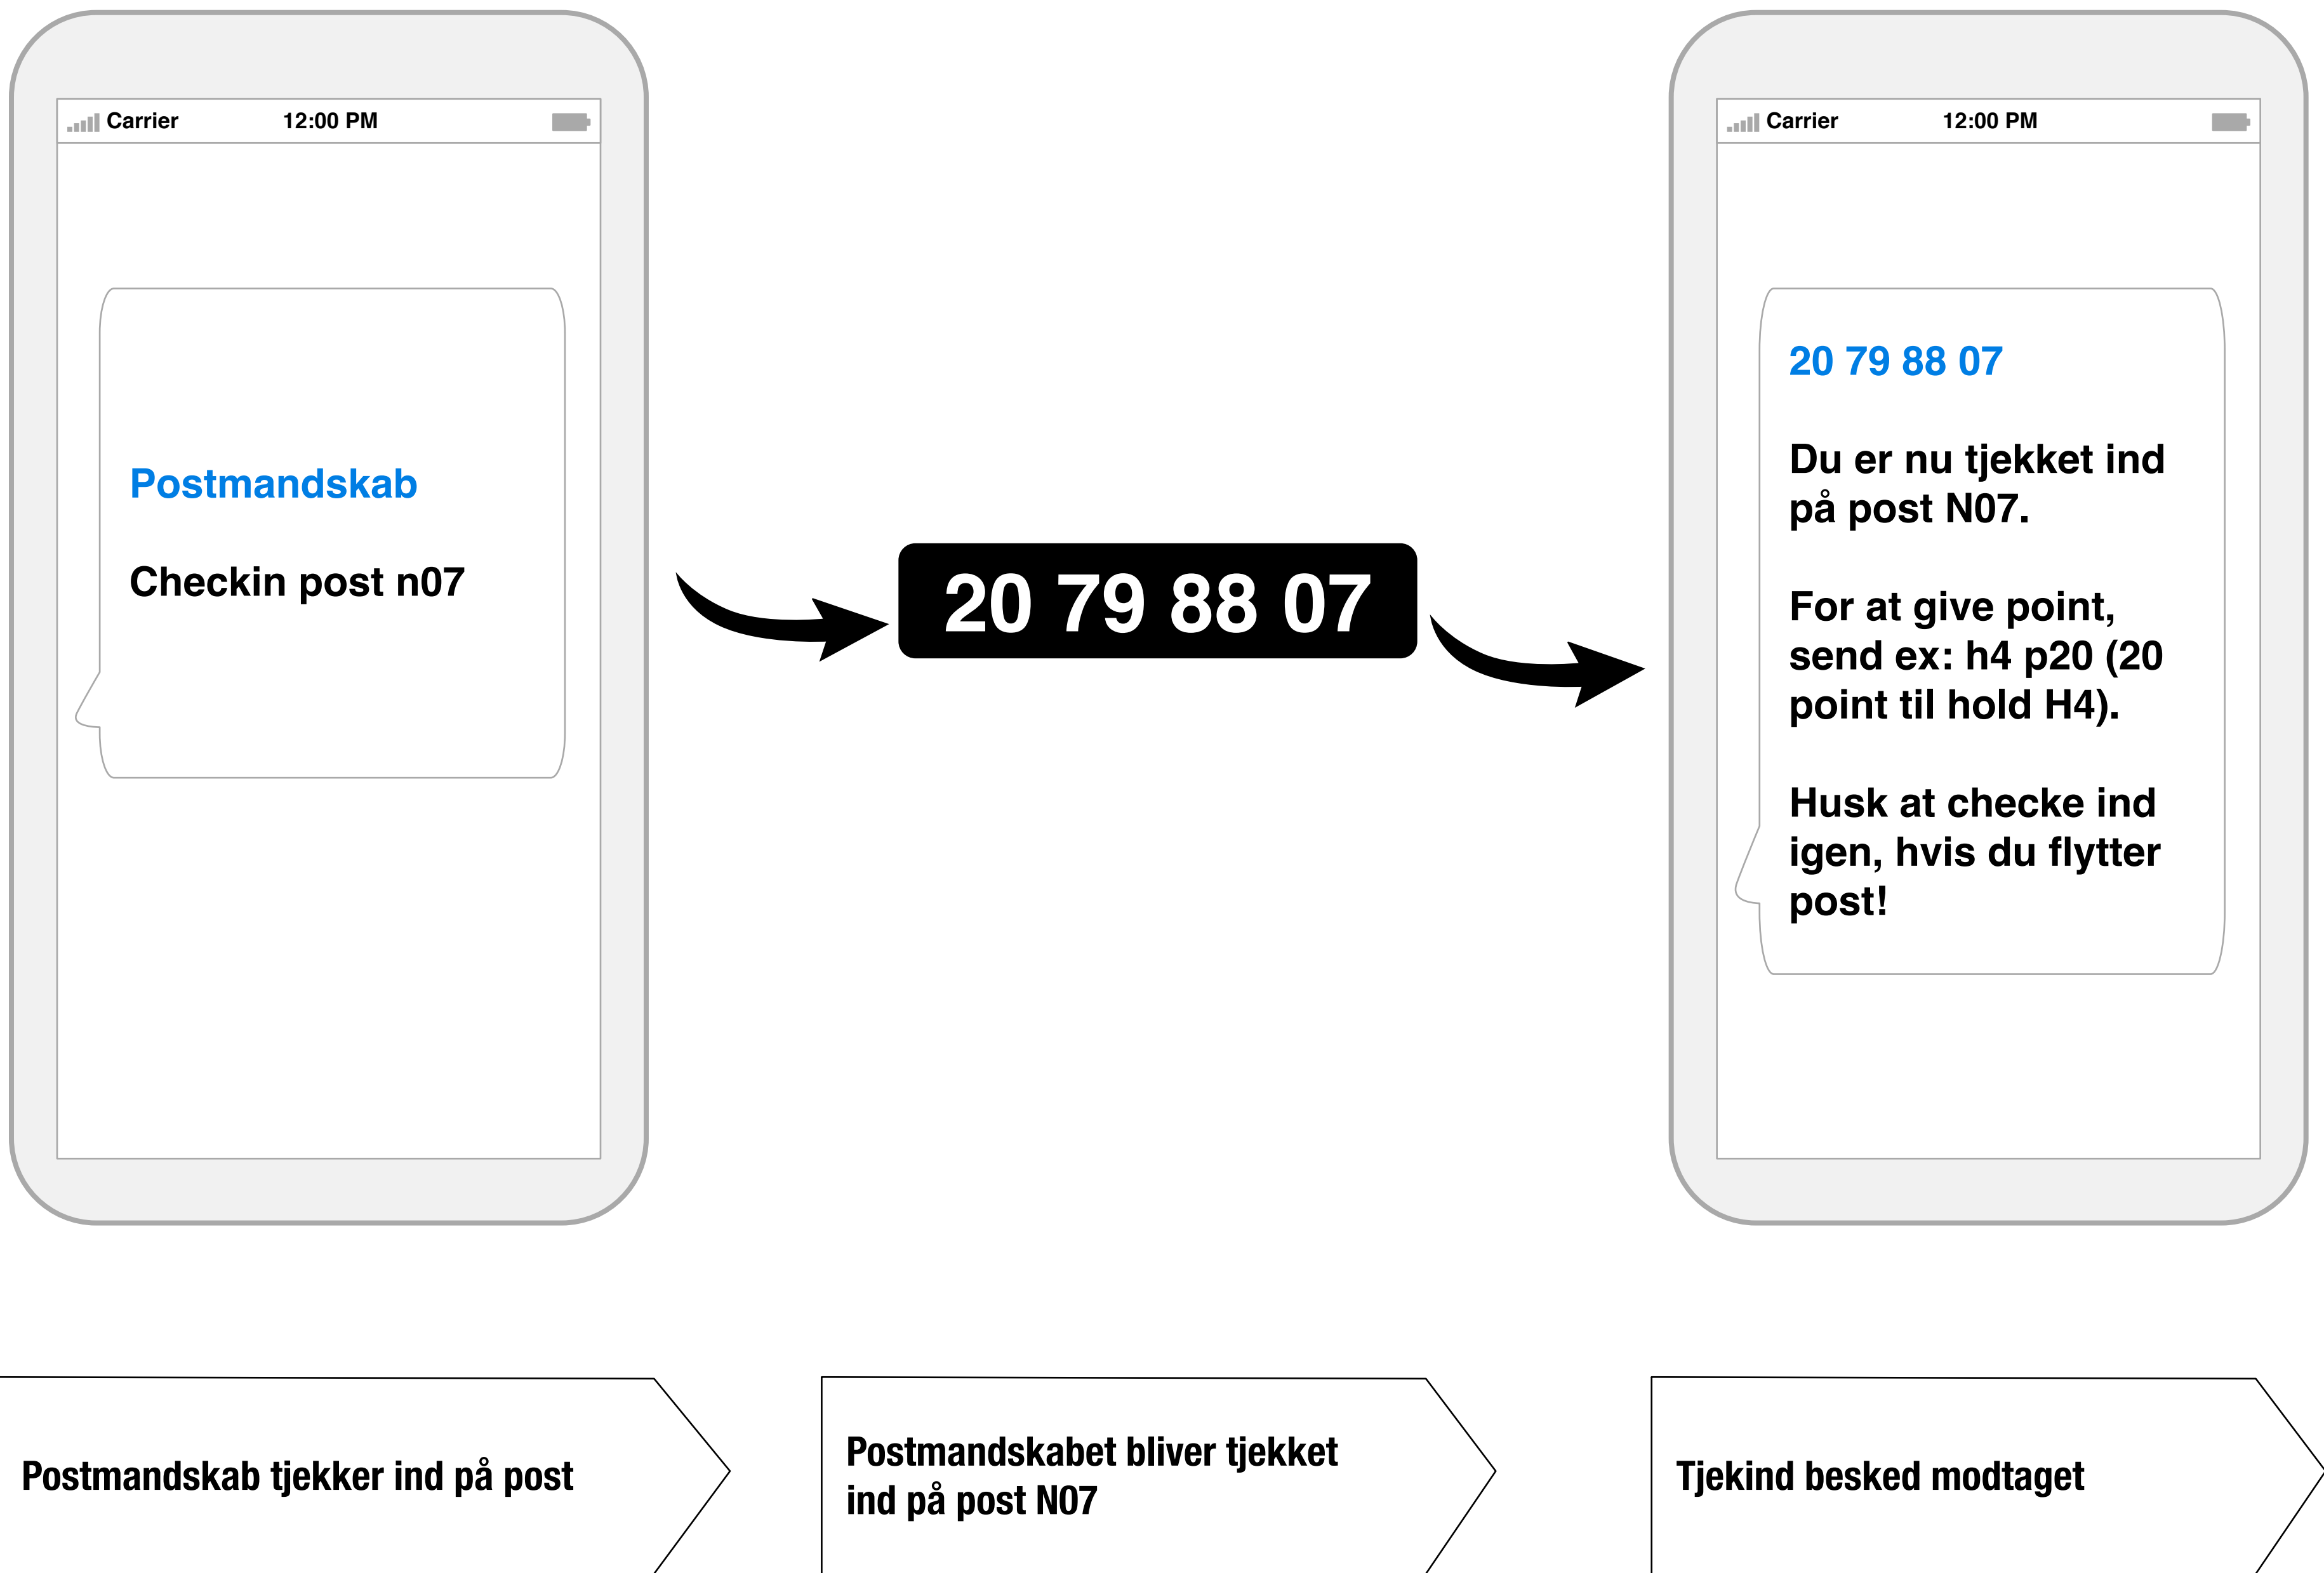 Carrier 12:00 PM
Postmandskab
Checkin post n07
20 79 88 07
Carrier 12:00 PM
20 79 88 07
Du er nu tjekket ind
på post N07.
For at give point,
send ex: h4 p20 (20
point til hold H4).
Husk at checke ind
igen, hvis du flytter
post!
Postmandskab tjekker ind på post
Postmandskabet bliver tjekket
ind på post N07
Tjekind besked modtaget